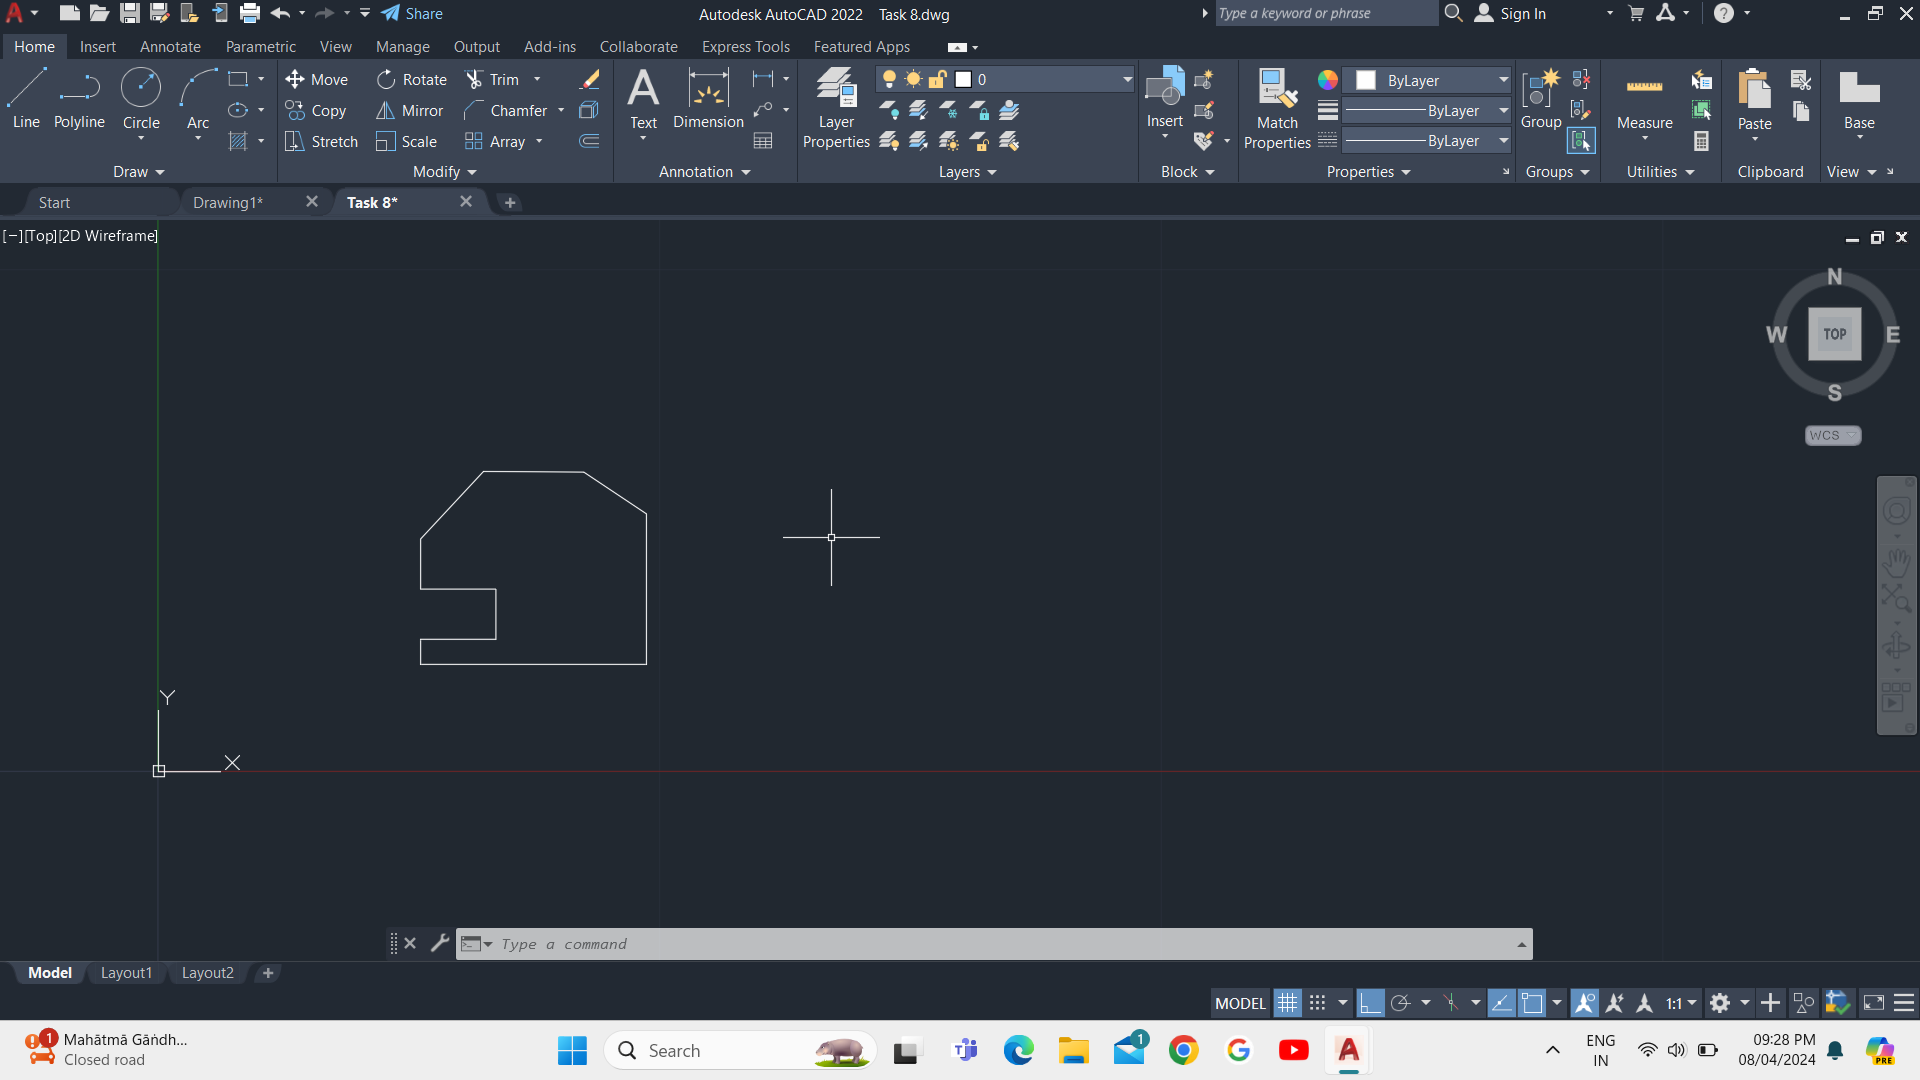 Share
Autodesk AutoCAD 2022 Task 8.dwg
Type a keyword or phrase
Sign In
Home Insert Annotate Parametric View Manage Output Add-ins Collaborate Express Tools Featured Apps
Line Polyline Circle Arc
Draw
Move Rotate Trim
Copy Mirror Chamfer
Stretch Scale Array
Modify
Text Dimension
Annotation
Layer
Properties
0
Layers
Insert
Block
Match
Properties
ByLayer
ByLayer
ByLayer
Properties
Group
Groups
Measure
Utilities
Paste
Clipboard
Base
View
Start Drawing1* Task 8*
[−][Top][2D Wireframe]
N
W TOP E
S
WCS
Y
X
Type a command
Model Layout1 Layout2
MODEL 1:1
1 Mahātmā Gāndh...
Closed road
Search
1
ENG
IN
09:28 PM
08/04/2024
PRE